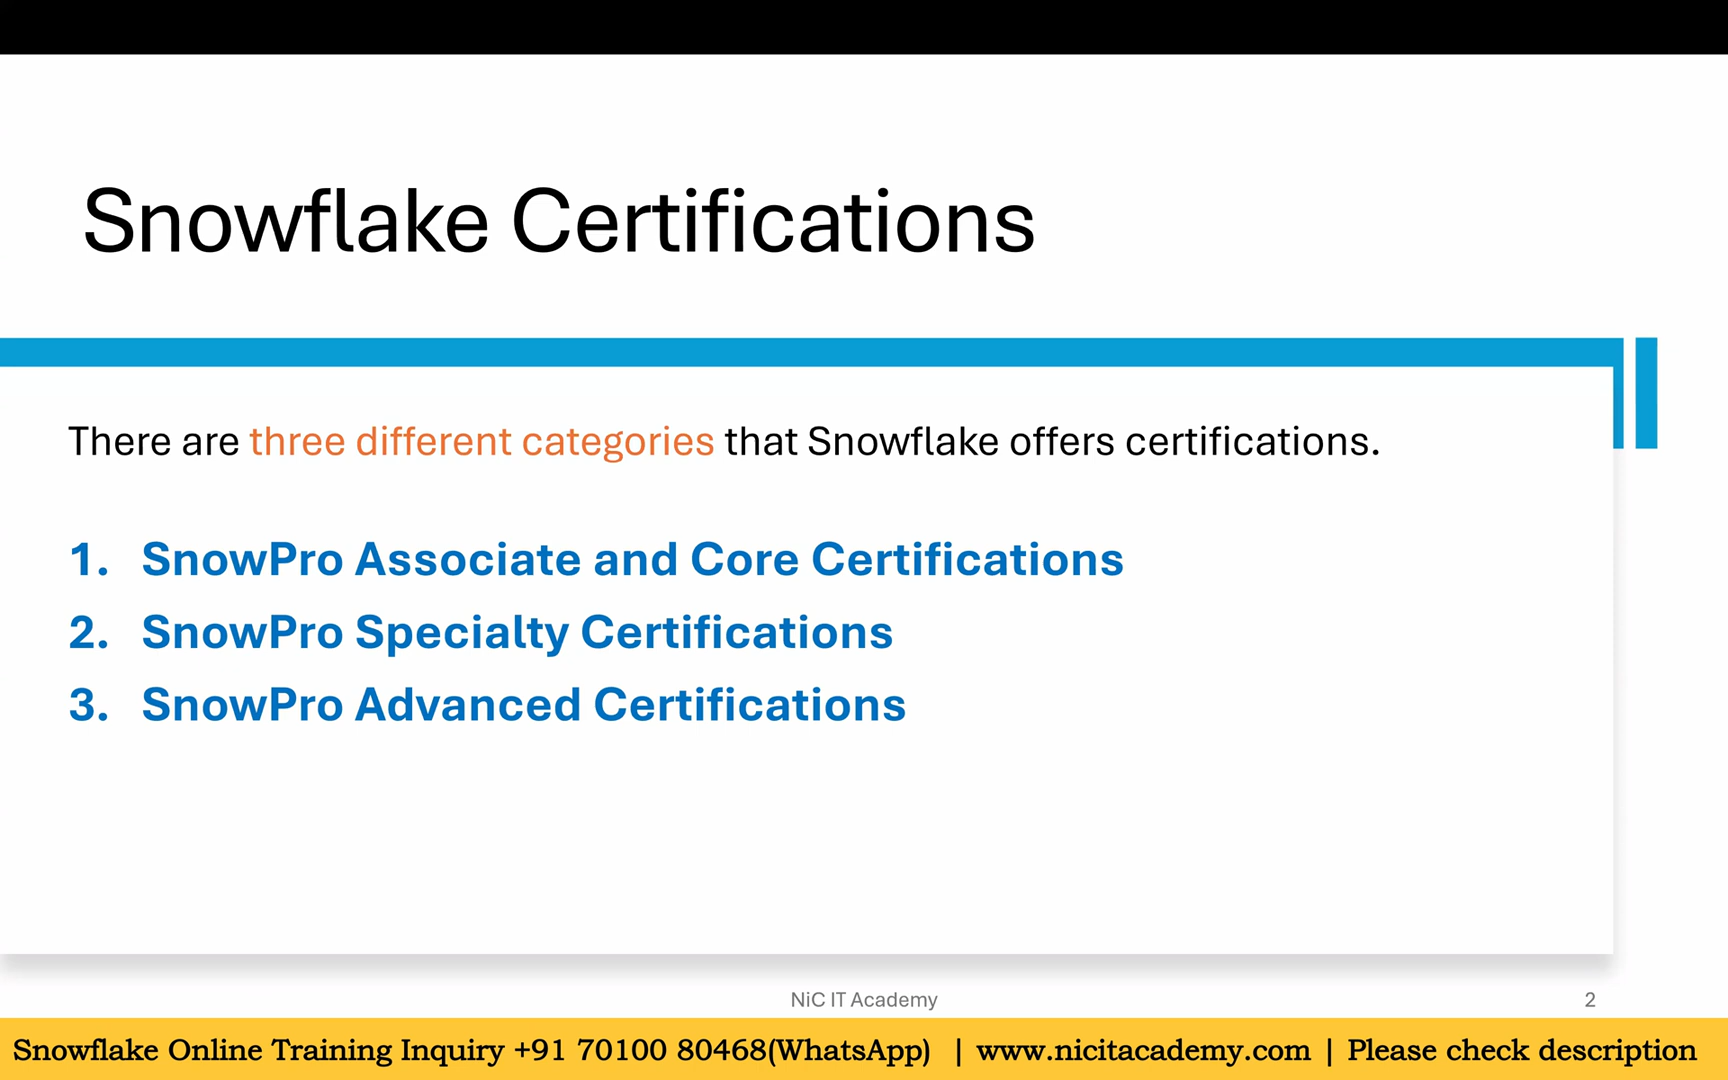 Snowflake Certifications
There are three different categories that Snowflake offers certifications.
1. SnowPro Associate and Core Certifications
2. SnowPro Specialty Certifications
3. SnowPro Advanced Certifications
NiC IT Academy
2
Snowflake Online Training Inquiry +91 70100 80468(WhatsApp) | www.nicitacademy.com | Please check description